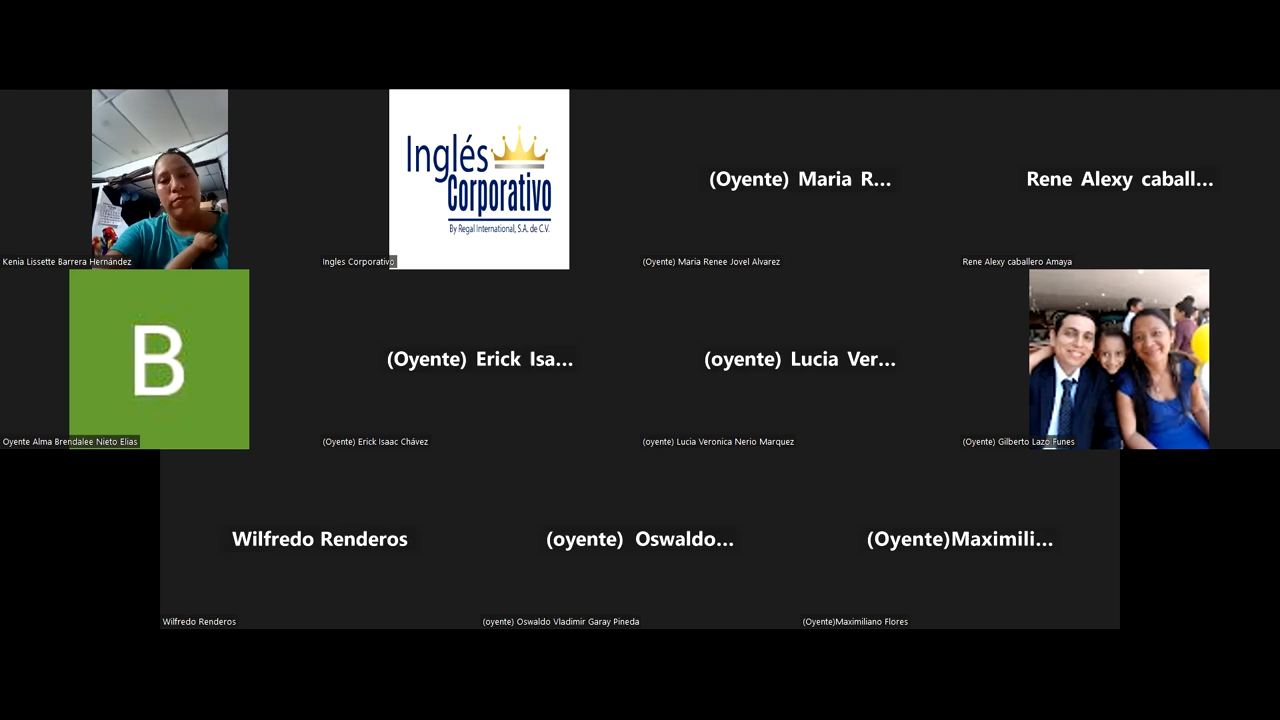 Inglés
Corporativo
By Regal International, S.A. de C.V.
(Oyente) Maria R...
Rene Alexy caball...
Kenia Lissette Barrera Hernández
Ingles Corporativo
(Oyente) Maria Renee Jovel Alvarez
Rene Alexy caballero Amaya
B
(Oyente) Erick Isa...
(oyente) Lucia Ver...
Oyente Alma Brendalee Nieto Elias
(Oyente) Erick Isaac Chávez
(oyente) Lucia Veronica Nerio Marquez
(Oyente) Gilberto Lazo Funes
Wilfredo Renderos
(oyente) Oswaldo...
(Oyente)Maximili...
Wilfredo Renderos
(oyente) Oswaldo Vladimir Garay Pineda
(Oyente)Maximiliano Flores